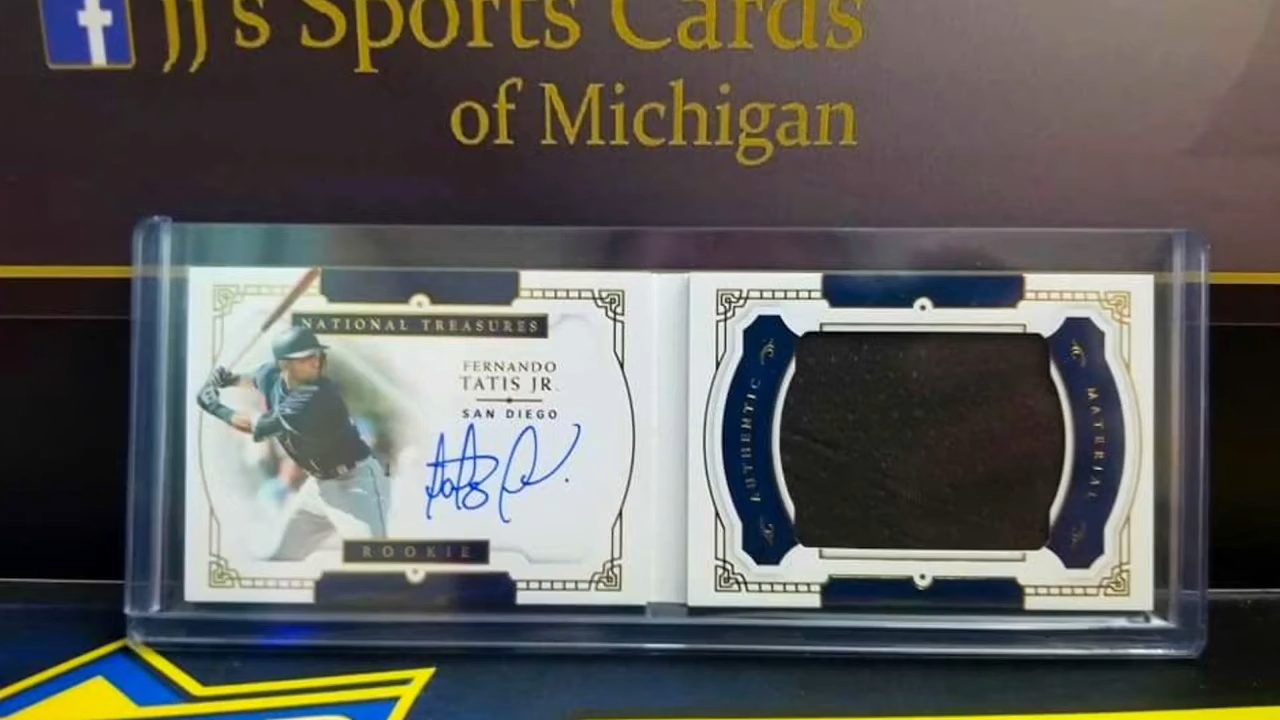 jj's Sports Cards
of Michigan
NATIONAL TREASURES
FERNANDO
TATIS JR.
SAN DIEGO
ROOKIE
AUTHENTIC
MATERIAL